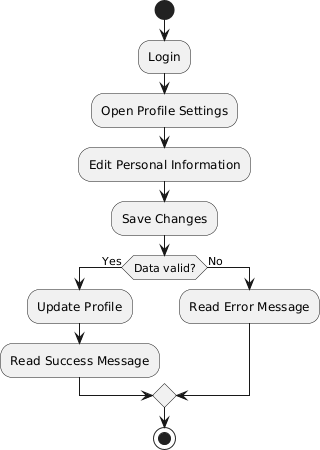 Login
Open Profile Settings
Edit Personal Information
Save Changes
Data valid?
Yes
No
Update Profile
Read Error Message
Read Success Message